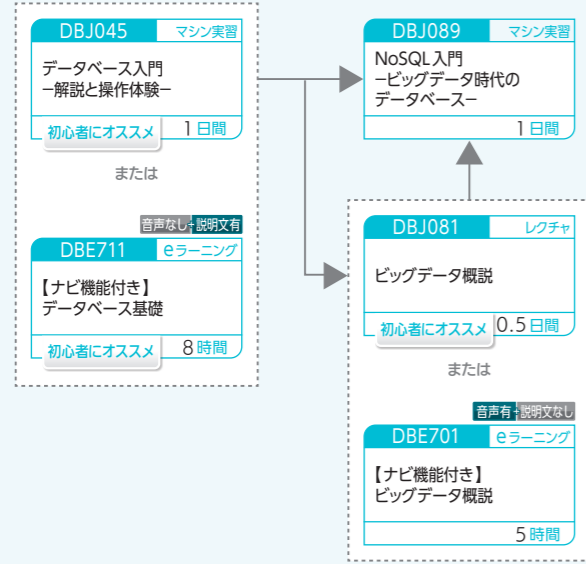 DBJ045 マシン実習
データベース入門
−解説と操作体験−
初心者にオススメ 1日間
または
音声なし+説明文有
DBE711 eラーニング
【ナビ機能付き】
データベース基礎
初心者にオススメ 8時間
DBJ089 マシン実習
NoSQL入門
−ビッグデータ時代の
データベース−
1日間
DBJ081 レクチャ
ビッグデータ概説
初心者にオススメ 0.5日間
または
音声有+説明文なし
DBE701 eラーニング
【ナビ機能付き】
ビッグデータ概説
5時間